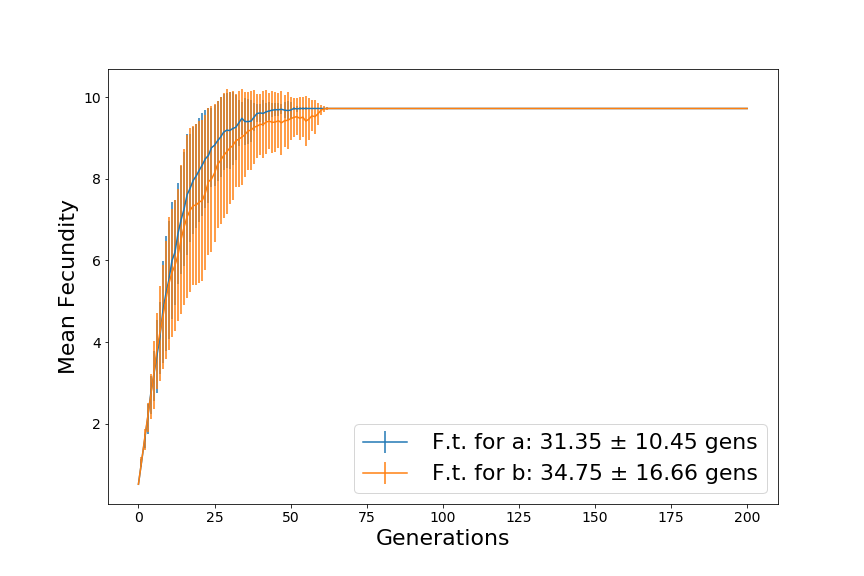 10
8
6
4
2
Mean Fecundity
F.t. for a: 31.35 ± 10.45 gens
F.t. for b: 34.75 ± 16.66 gens
0 25 50 75 100 125 150 175 200
Generations